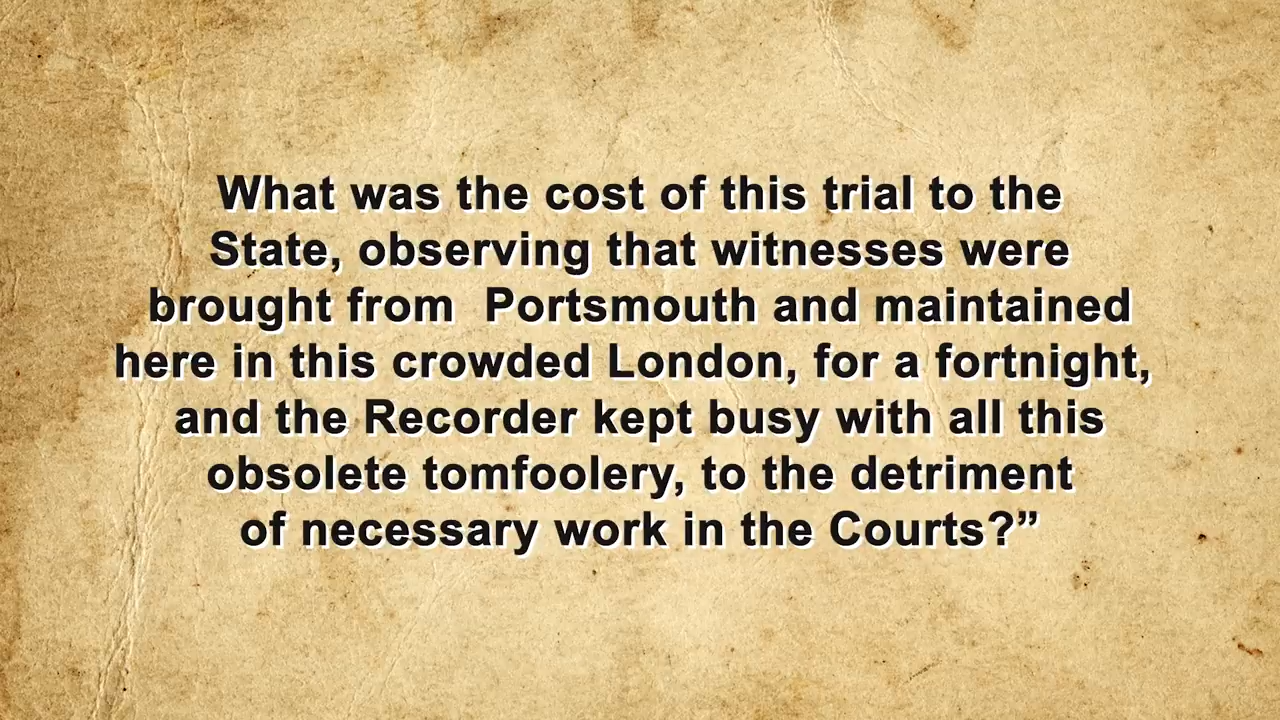 What was the cost of this trial to the
State, observing that witnesses were
brought from  Portsmouth and maintained
here in this crowded London, for a fortnight,
and the Recorder kept busy with all this
obsolete tomfoolery, to the detriment
of necessary work in the Courts?”